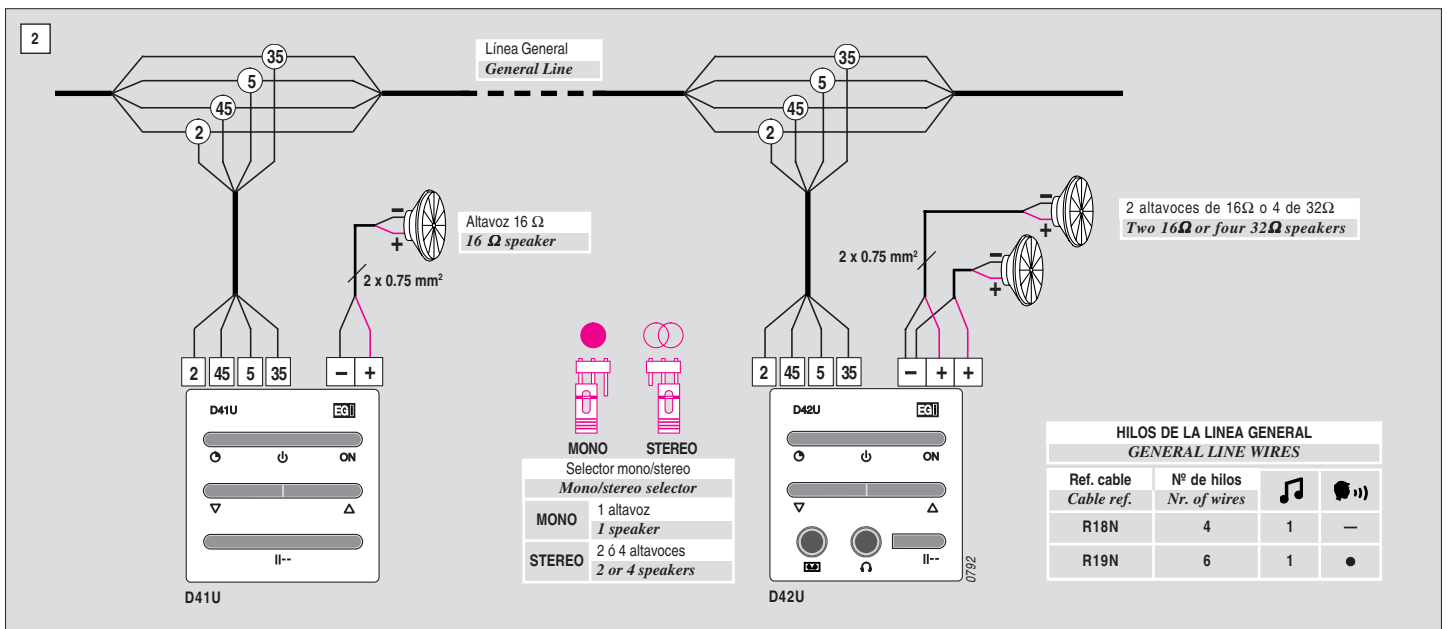 2
35
5
45
2
Línea General
General Line
35
5
45
2
–
+
Altavoz 16 Ω
16 Ω speaker
2 x 0.75 mm²
–
+
–
+
2 altavoces de 16Ω o 4 de 32Ω
Two 16Ω or four 32Ω speakers
2 x 0.75 mm²
2 45 5 35 – +
D41U EGi
ON
II--
D41U
MONO STEREO
Selector mono/stereo
Mono/stereo selector
MONO
1 altavoz
1 speaker
STEREO
2 ó 4 altavoces
2 or 4 speakers
2 45 5 35 – + +
D42U EGi
ON
II--
0792
D42U
HILOS DE LA LINEA GENERAL
GENERAL LINE WIRES
Ref. cable Nº de hilos
Cable ref. Nr. of wires
R18N 4 1 –
R19N 6 1 ●